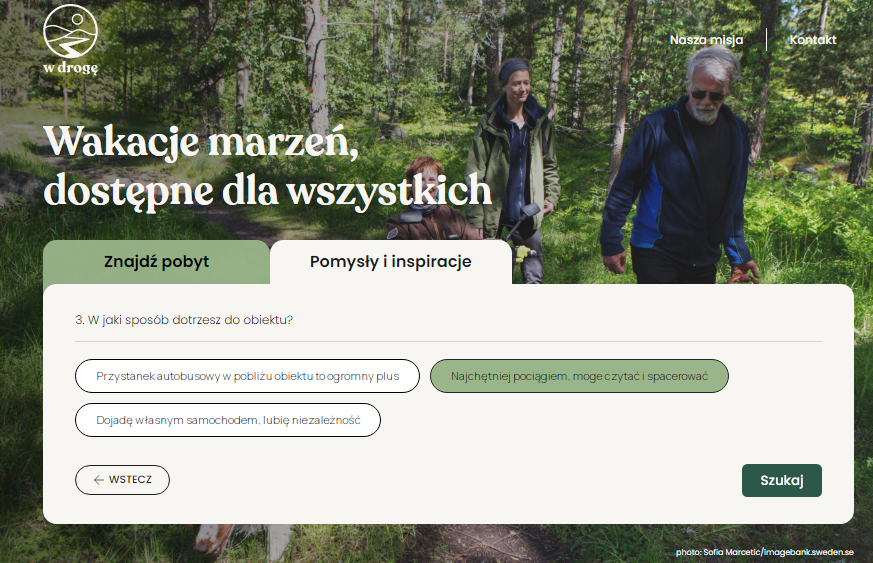 w drogę
Nasza misja
Kontakt
Wakacje marzeń,
dostępne dla wszystkich
Znajdź pobyt
Pomysły i inspiracje
3. W jaki sposób dotrzesz do obiektu?
Przystanek autobusowy w pobliżu obiektu to ogromny plus
Najchętniej pociągiem, moge czytać i spacerować
Dojadę własnym samochodem, lubię niezależność
WSTECZ
Szukaj
photo: Sofia Marcetic/imagebank.sweden.se